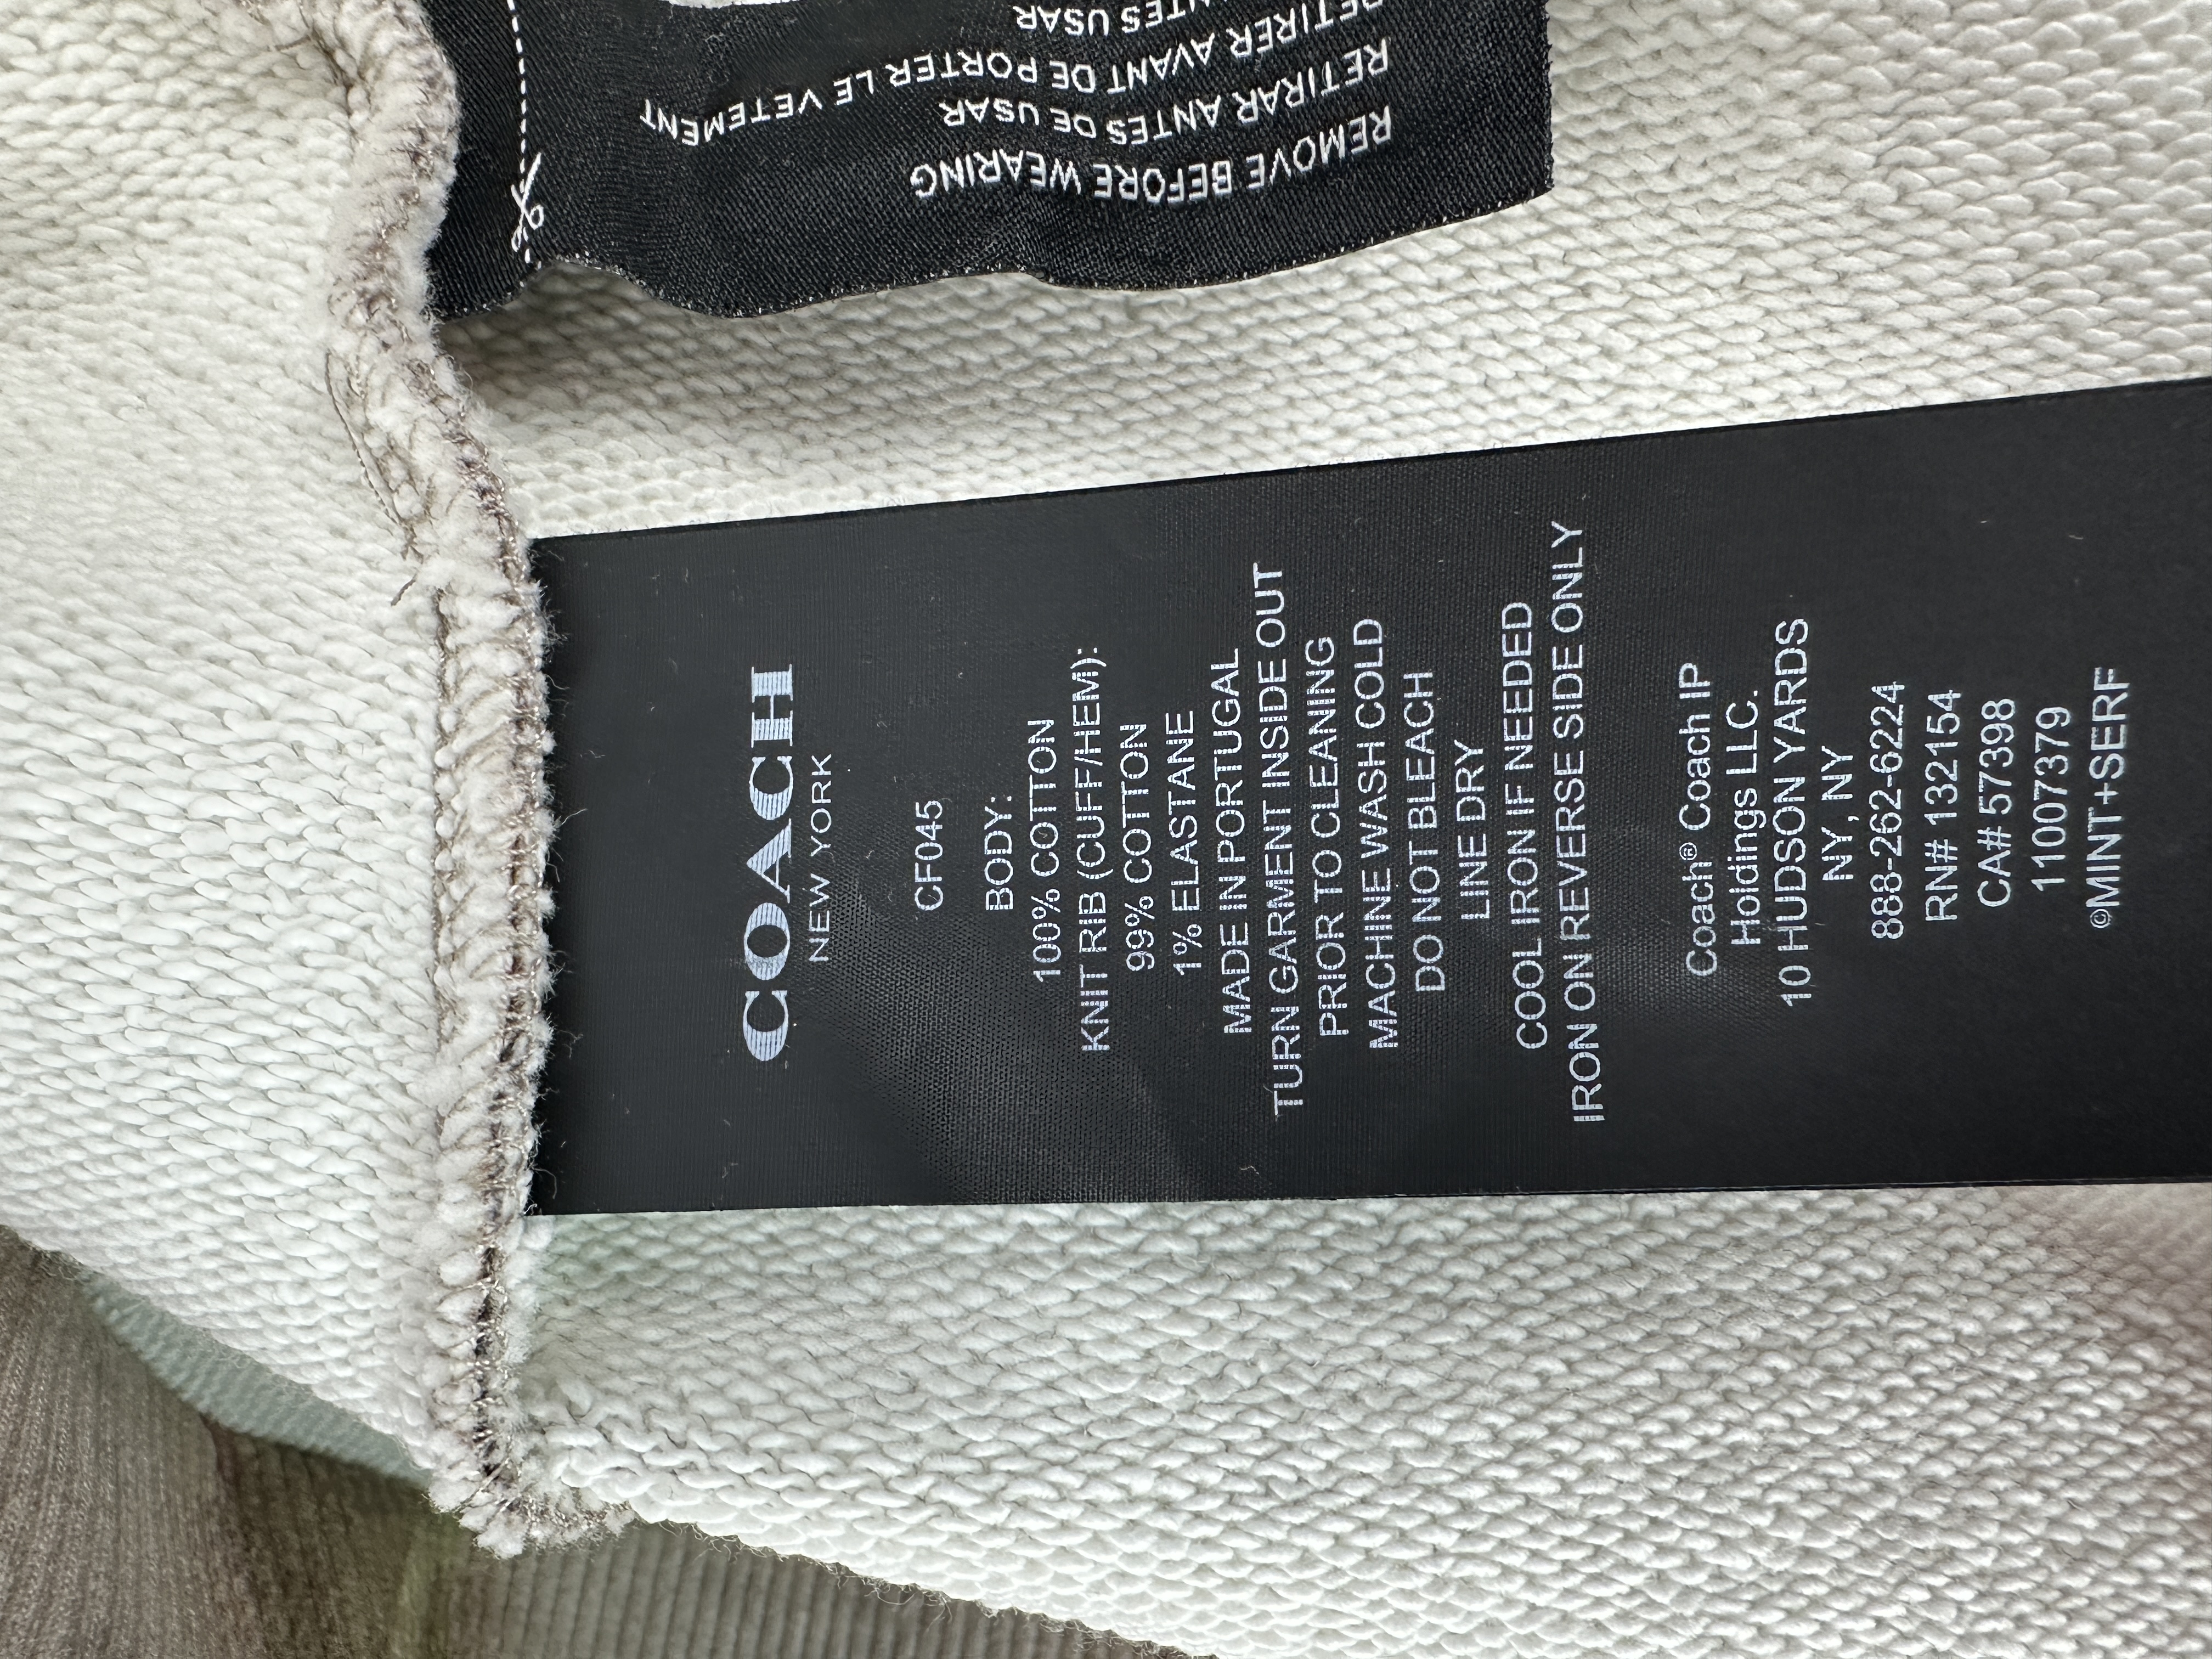 COACH
NEW YORK
CF045
BODY:
100% COTTON
KNIT RIB (CUFF/HEM):
99% COTTON
1% ELASTANE
MADE IN PORTUGAL
TURN GARMENT INSIDE OUT
PRIOR TO CLEANING
MACHINE WASH COLD
DO NOT BLEACH
LINE DRY
COOL IRON IF NEEDED
IRON ON REVERSE SIDE ONLY
Coach® Coach IP
Holdings LLC.
10 HUDSON YARDS
NY, NY
888-262-6224
RN# 132154
CA# 57398
11007379
©MINT+SERF
REMOVE BEFORE WEARING
RETIRAR ANTES DE USAR
RETIRER AVANT DE PORTER LE VETEMENT
ANTES USAR